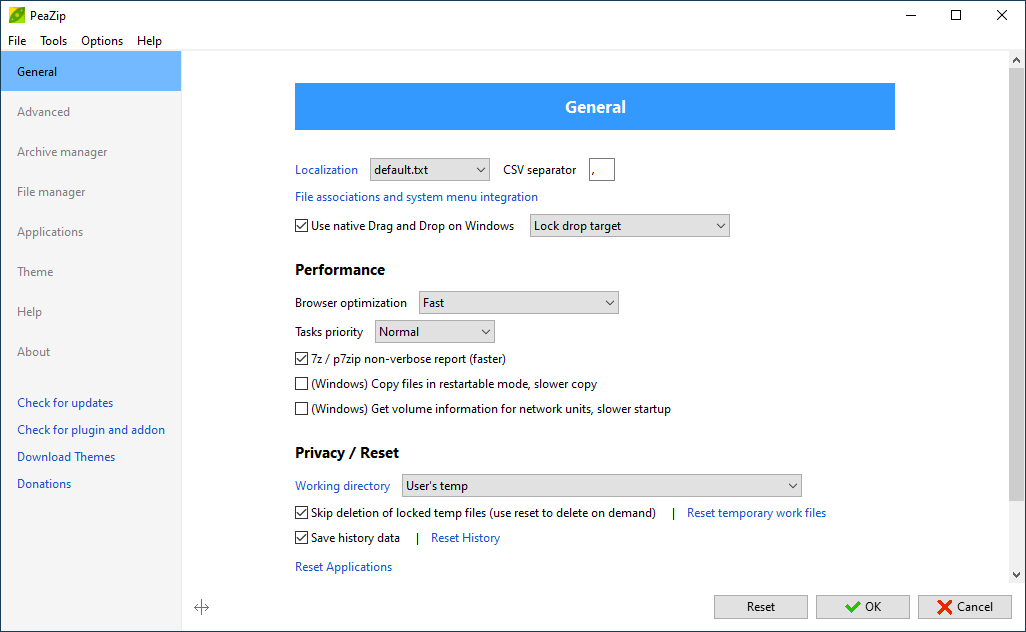 PeaZip
File Tools Options Help
General
Advanced
Archive manager
File manager
Applications
Theme
Help
About
Check for updates
Check for plugin and addon
Download Themes
Donations
General
Localization default.txt CSV separator ,
File associations and system menu integration
Use native Drag and Drop on Windows Lock drop target
Performance
Browser optimization Fast
Tasks priority Normal
7z / p7zip non-verbose report (faster)
(Windows) Copy files in restartable mode, slower copy
(Windows) Get volume information for network units, slower startup
Privacy / Reset
Working directory User's temp
Skip deletion of locked temp files (use reset to delete on demand) | Reset temporary work files
Save history data | Reset History
Reset Applications
Reset OK Cancel